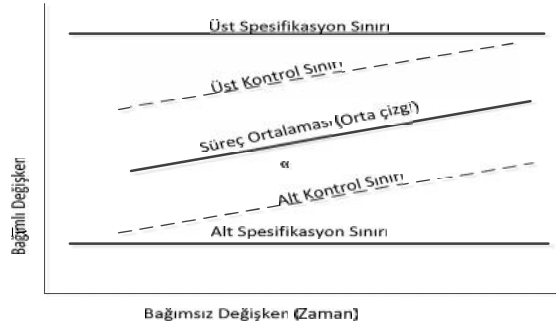 Üst Spesifikasyon Sınırı
Üst Kontrol Sınırı
Süreç Ortalaması (Orta çizgi)
α
Alt Kontrol Sınırı
Alt Spesifikasyon Sınırı
Bağımlı Değişken
Bağımsız Değişken (Zaman)